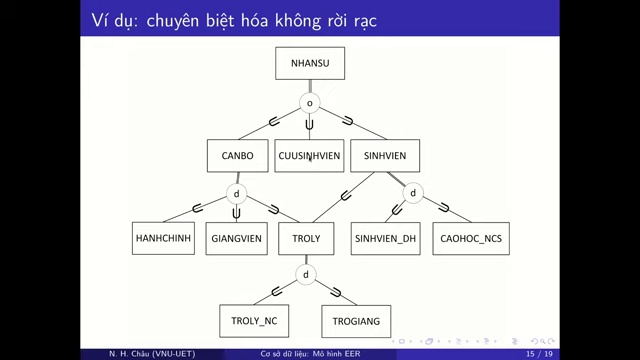 Ví dụ: chuyên biệt hóa không rời rạc
NHANSU
o
CANBO
CUUSINHVIEN
SINHVIEN
d
d
HANHCHINH
GIANGVIEN
TROLY
SINHVIEN_DH
CAOHOC_NCS
d
TROLY_NC
TROGIANG
N. H. Châu (VNU-UET)
Cơ sở dữ liệu: Mô hình EER
15 / 19